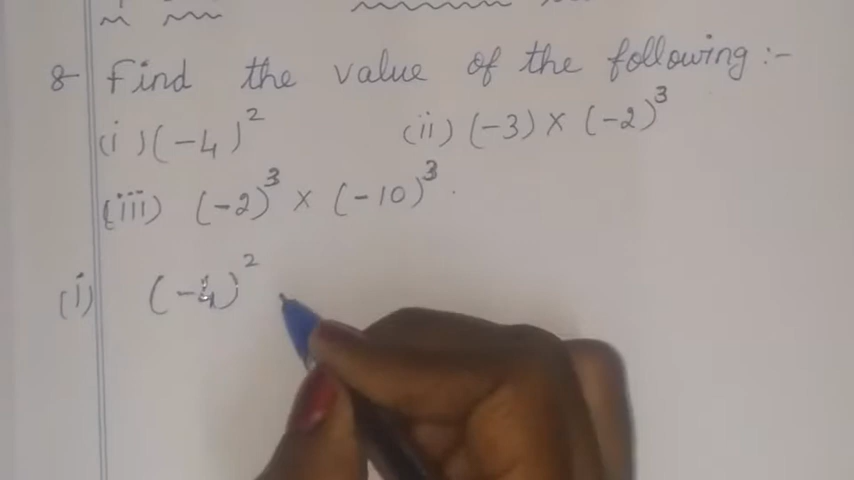 8- Find the value of the following :-
(i) (-4)² (ii) (-3) × (-2)³
(iii) (-2)³ × (-10)³.
(i) (-4)²